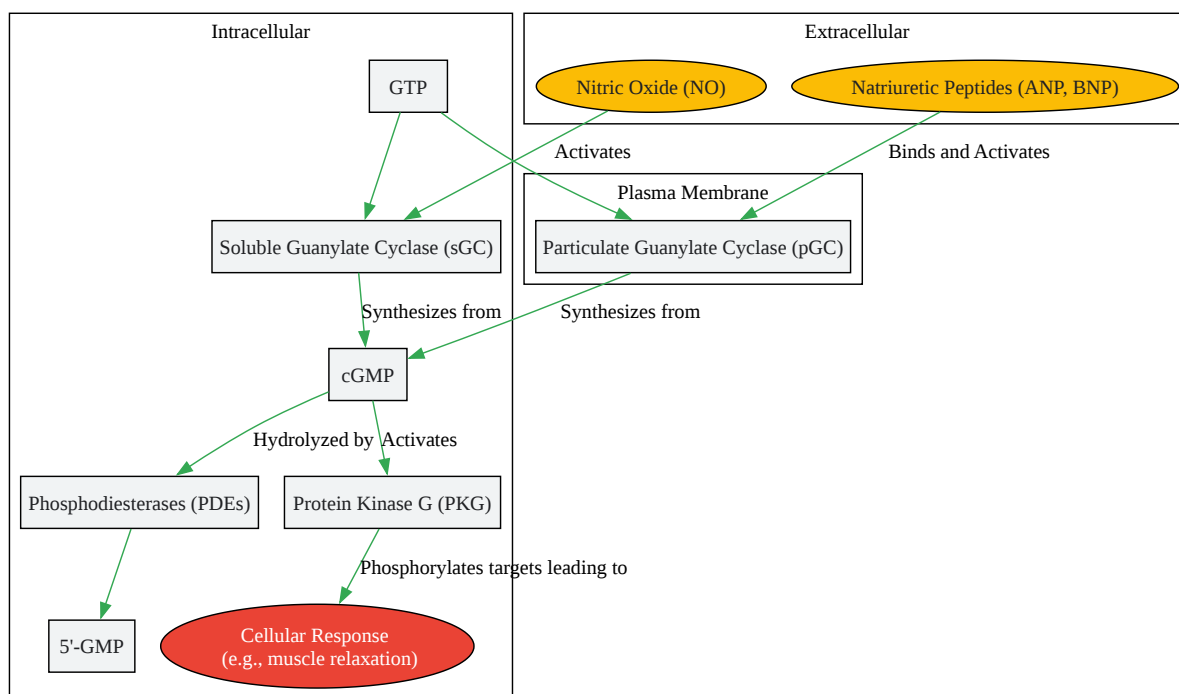 Intracellular
Extracellular
GTP
Nitric Oxide (NO)
Natriuretic Peptides (ANP, BNP)
Activates
Binds and Activates
Plasma Membrane
Soluble Guanylate Cyclase (sGC)
Particulate Guanylate Cyclase (pGC)
Synthesizes from
Synthesizes from
cGMP
Hydrolyzed by
Activates
Phosphodiesterases (PDEs)
Protein Kinase G (PKG)
Phosphorylates targets leading to
5'-GMP
Cellular Response
(e.g., muscle relaxation)